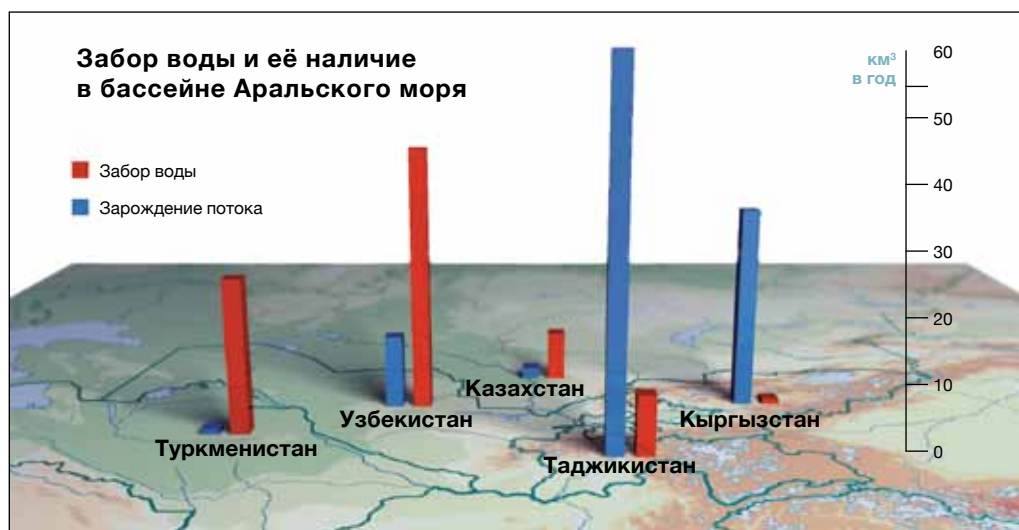 Забор воды и её наличие
в бассейне Аральского моря
Забор воды
Зарождение потока
км³
в год
60
50
40
30
20
10
0
Казахстан
Узбекистан
Кыргызстан
Туркменистан
Таджикистан